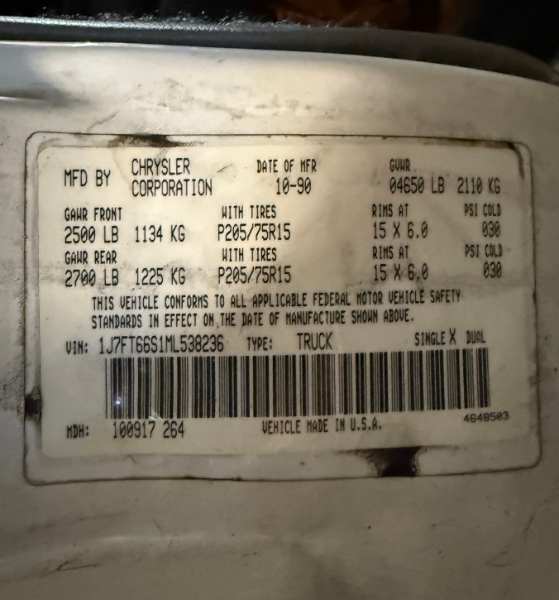 MFD BY CHRYSLER CORPORATION DATE OF MFR 10-90 GVWR 04650 LB 2110 KG
GAWR FRONT WITH TIRES RIMS AT PSI COLD
2500 LB 1134 KG P205/75R15 15 X 6.0 030
GAWR REAR WITH TIRES RIMS AT PSI COLD
2700 LB 1225 KG P205/75R15 15 X 6.0 030
THIS VEHICLE CONFORMS TO ALL APPLICABLE FEDERAL MOTOR VEHICLE SAFETY
STANDARDS IN EFFECT ON THE DATE OF MANUFACTURE SHOWN ABOVE.
VIN: 1J7FT66S1ML538236 TYPE: TRUCK SINGLE X DUAL
MDH: 100917 264 VEHICLE MADE IN U.S.A. 4648503